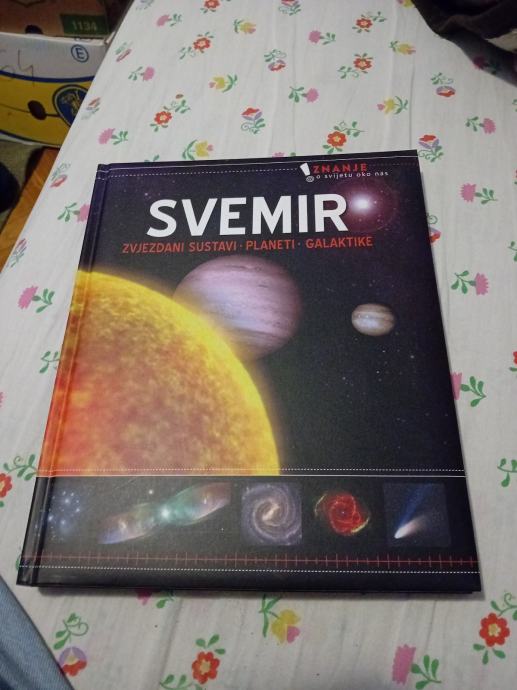 1134
E
ZNANJE
o svijetu oko nas
SVEMIR
ZVJEZDANI SUSTAVI · PLANETI · GALAKTIKE